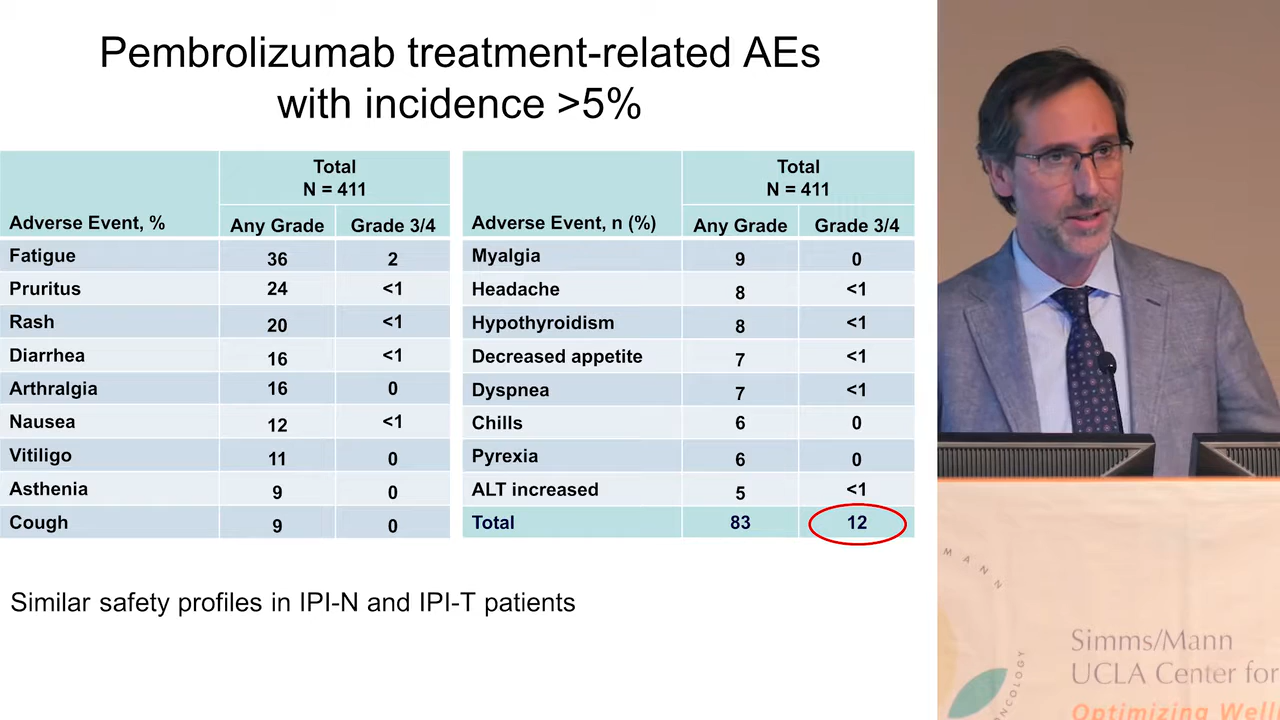 Pembrolizumab treatment-related AEs
with incidence >5%
Total
N = 411
Adverse Event, % Any Grade Grade 3/4
Fatigue 36 2
Pruritus 24 <1
Rash 20 <1
Diarrhea 16 <1
Arthralgia 16 0
Nausea 12 <1
Vitiligo 11 0
Asthenia 9 0
Cough 9 0
Total
N = 411
Adverse Event, n (%) Any Grade Grade 3/4
Myalgia 9 0
Headache 8 <1
Hypothyroidism 8 <1
Decreased appetite 7 <1
Dyspnea 7 <1
Chills 6 0
Pyrexia 6 0
ALT increased 5 <1
Total 83 12
Similar safety profiles in IPI-N and IPI-T patients
MANN
ONCOLOGY
Simms/Mann
UCLA Center for
Optimizing Well